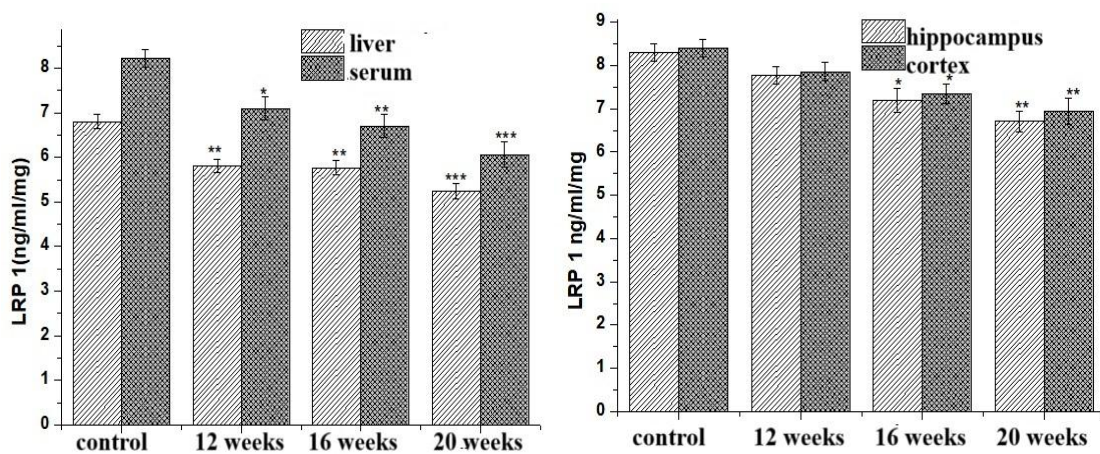 LRP 1(ng/ml/mg)
8
7
6
5
4
3
2
1
0
liver
serum
**
*
**
**
***
***
control
12 weeks
16 weeks
20 weeks
LRP 1 ng/ml/mg
9
8
7
6
5
4
3
2
1
0
hippocampus
cortex
*
*
**
**
control
12 weeks
16 weeks
20 weeks